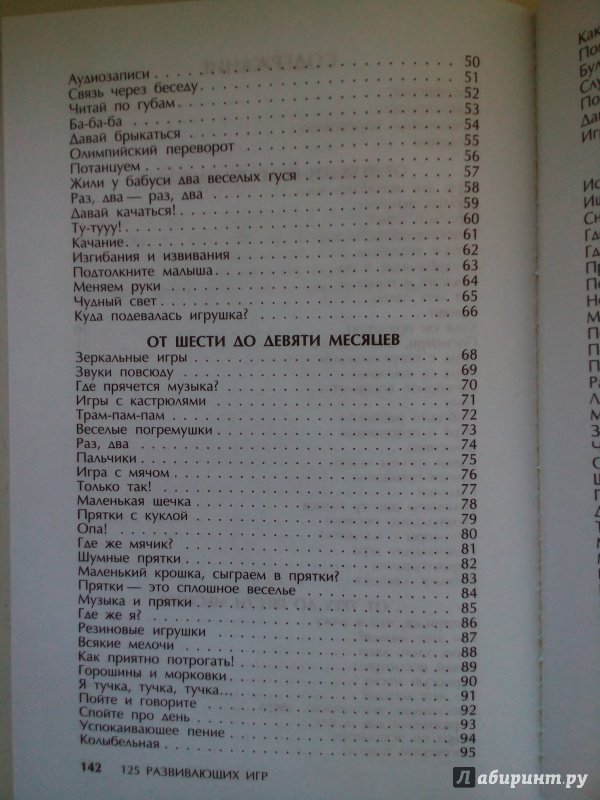 Аудиозаписи . . . . . . . . . . . . . . . . . . . . 50
Связь через беседу . . . . . . . . . . . . . . . . . . . . 51
Читай по губам . . . . . . . . . . . . . . . . . . . . 52
Ба-ба-ба . . . . . . . . . . . . . . . . . . . . 53
Давай брыкаться . . . . . . . . . . . . . . . . . . . . 54
Олимпийский переворот . . . . . . . . . . . . . . . . . . . . 55
Потанцуем . . . . . . . . . . . . . . . . . . . . 56
Жили у бабуси два веселых гуся . . . . . . . . . . . . . . . 57
Раз, два — раз, два . . . . . . . . . . . . . . . . . . . . 58
Давай качаться! . . . . . . . . . . . . . . . . . . . . 59
Ту-тууу! . . . . . . . . . . . . . . . . . . . . 60
Качание . . . . . . . . . . . . . . . . . . . . 61
Изгибания и извивания . . . . . . . . . . . . . . . . . . . . 62
Подтолкните малыша . . . . . . . . . . . . . . . . . . . . 63
Меняем руки . . . . . . . . . . . . . . . . . . . . 64
Чудный свет . . . . . . . . . . . . . . . . . . . . 65
Куда подевалась игрушка? . . . . . . . . . . . . . . . . . . 66
ОТ ШЕСТИ ДО ДЕВЯТИ МЕСЯЦЕВ
Зеркальные игры . . . . . . . . . . . . . . . . . . . . 68
Звуки повсюду . . . . . . . . . . . . . . . . . . . . 69
Где прячется музыка? . . . . . . . . . . . . . . . . . . . . 70
Игры с кастрюлями . . . . . . . . . . . . . . . . . . . . 71
Трам-пам-пам . . . . . . . . . . . . . . . . . . . . 72
Веселые погремушки . . . . . . . . . . . . . . . . . . . . 73
Раз, два . . . . . . . . . . . . . . . . . . . . 74
Пальчики . . . . . . . . . . . . . . . . . . . . 75
Игра с мячом . . . . . . . . . . . . . . . . . . . . 76
Только так! . . . . . . . . . . . . . . . . . . . . 77
Маленькая щечка . . . . . . . . . . . . . . . . . . . . 78
Прятки с куклой . . . . . . . . . . . . . . . . . . . . 79
Опа! . . . . . . . . . . . . . . . . . . . . 80
Где же мячик? . . . . . . . . . . . . . . . . . . . . 81
Шумные прятки . . . . . . . . . . . . . . . . . . . . 82
Маленький крошка, сыграем в прятки? . . . . . . . . . . . 83
Прятки — это сплошное веселье . . . . . . . . . . . . . . . 84
Музыка и прятки . . . . . . . . . . . . . . . . . . . . 85
Где же я? . . . . . . . . . . . . . . . . . . . . 86
Резиновые игрушки . . . . . . . . . . . . . . . . . . . . 87
Всякие мелочи . . . . . . . . . . . . . . . . . . . . 88
Как приятно потрогать! . . . . . . . . . . . . . . . . . . . . 89
Горошины и морковки . . . . . . . . . . . . . . . . . . . . 90
Я тучка, тучка, тучка... . . . . . . . . . . . . . . . . . . . . 91
Пойте и говорите . . . . . . . . . . . . . . . . . . . . 92
Спойте про день . . . . . . . . . . . . . . . . . . . . 93
Успокаивающее пение . . . . . . . . . . . . . . . . . . . . 94
Колыбельная . . . . . . . . . . . . . . . . . . . . 95
142 125 РАЗВИВАЮЩИХ ИГР
Лабиринт.ру